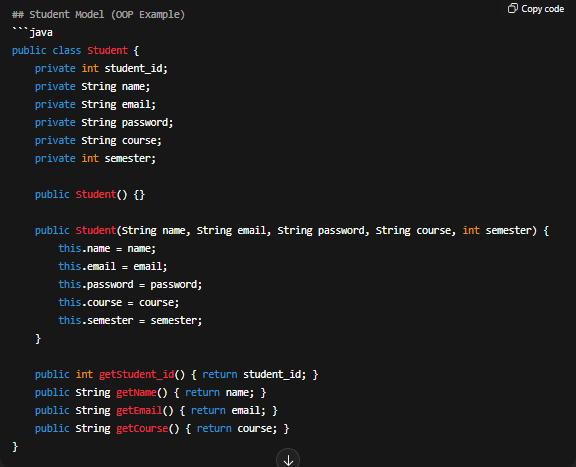 ## Student Model (OOP Example)
Copy code
```java
public class Student {
    private int student_id;
    private String name;
    private String email;
    private String password;
    private String course;
    private int semester;

    public Student() {}

    public Student(String name, String email, String password, String course, int semester) {
        this.name = name;
        this.email = email;
        this.password = password;
        this.course = course;
        this.semester = semester;
    }

    public int getStudent_id() { return student_id; }
    public String getName() { return name; }
    public String getEmail() { return email; }
    public String getCourse() { return course; }
}